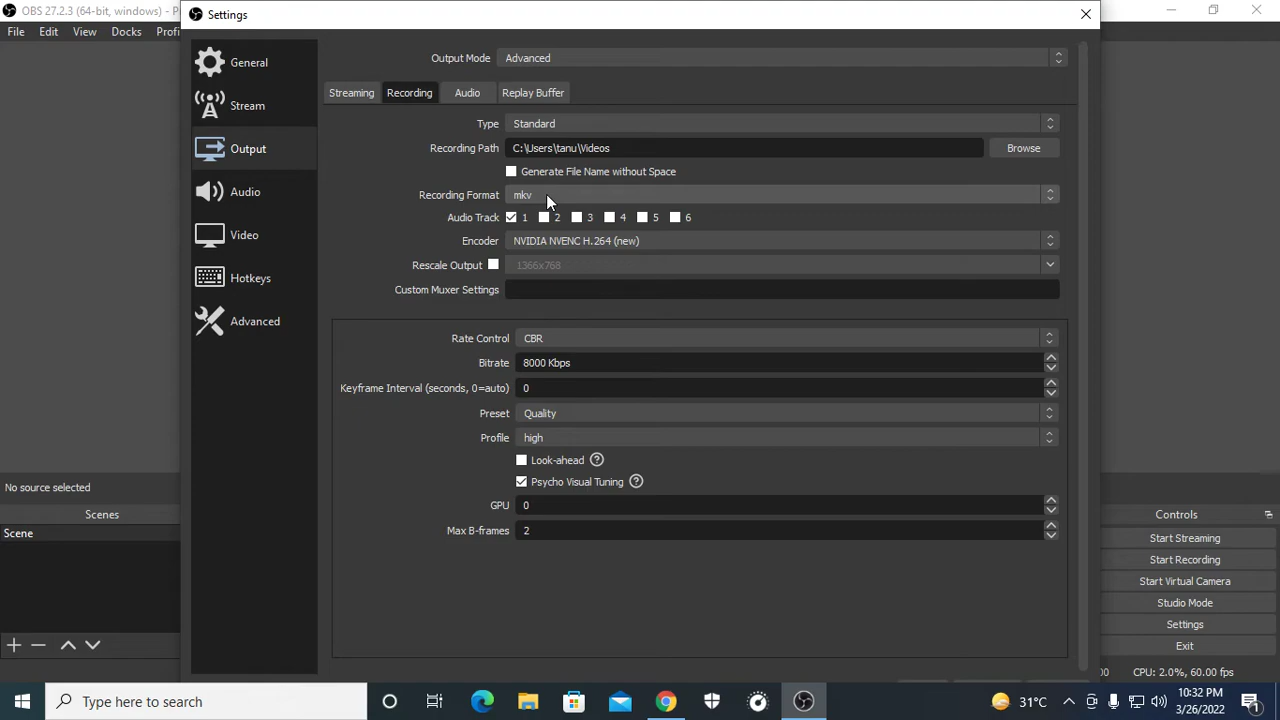 OBS 27.2.3 (64-bit, windows) - P
File Edit View Docks Profi
Settings
General
Stream
Output
Audio
Video
Hotkeys
Advanced
Output Mode Advanced
Streaming Recording Audio Replay Buffer
Type Standard
Recording Path C:\Users\tanu\Videos Browse
Generate File Name without Space
Recording Format mkv
Audio Track 1 2 3 4 5 6
Encoder NVIDIA NVENC H.264 (new)
Rescale Output 1366x768
Custom Muxer Settings
Rate Control CBR
Bitrate 8000 Kbps
Keyframe Interval (seconds, 0=auto) 0
Preset Quality
Profile high
Look-ahead
Psycho Visual Tuning
GPU 0
Max B-frames 2
No source selected
Scenes
Scene
Controls
Start Streaming
Start Recording
Start Virtual Camera
Studio Mode
Settings
Exit
00 CPU: 2.0%, 60.00 fps
Type here to search
31°C
10:32 PM
3/26/2022
1